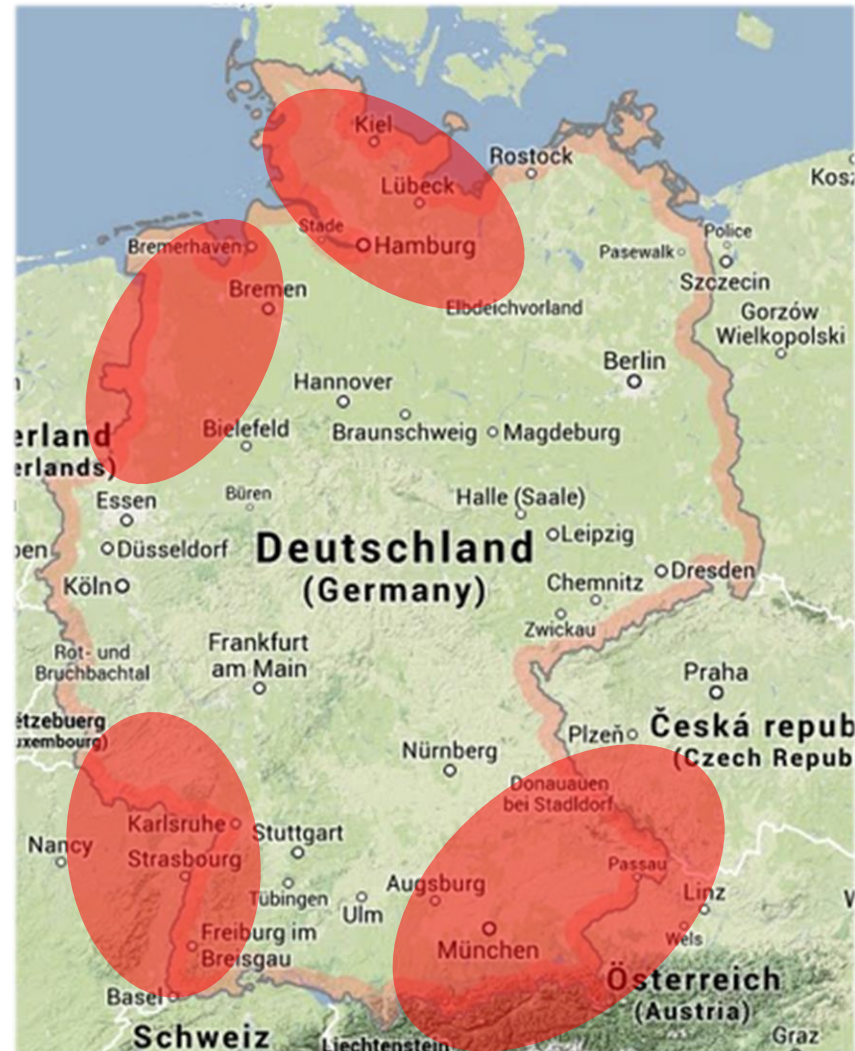 Kiel
Rostock
Kosz
Lübeck
Stade
Hamburg
Bremerhaven
Police
Pasewalk
Szczecin
Bremen
Elbdeichvorland
Gorzów
Wielkopolski
Berlin
Hannover
Bielefeld
Braunschweig
Magdeburg
erland
erlands)
Essen
Büren
Halle (Saale)
Leipzig
Deutschland
(Germany)
Düsseldorf
Köln
Dresden
Chemnitz
Zwickau
Frankfurt
am Main
Rot- und
Bruchbachtal
Praha
ëtzebuerg
uxembourg)
Nürnberg
Plzeň
Česká repub
(Czech Repub
Donauauen
bei Stadldorf
Karlsruhe
Stuttgart
Nancy
Strasbourg
Passau
Tübingen
Augsburg
Linz
Ulm
Freiburg im
Breisgau
München
Wels
Basel
Österreich
(Austria)
Schweiz
Liechtenstein
Graz